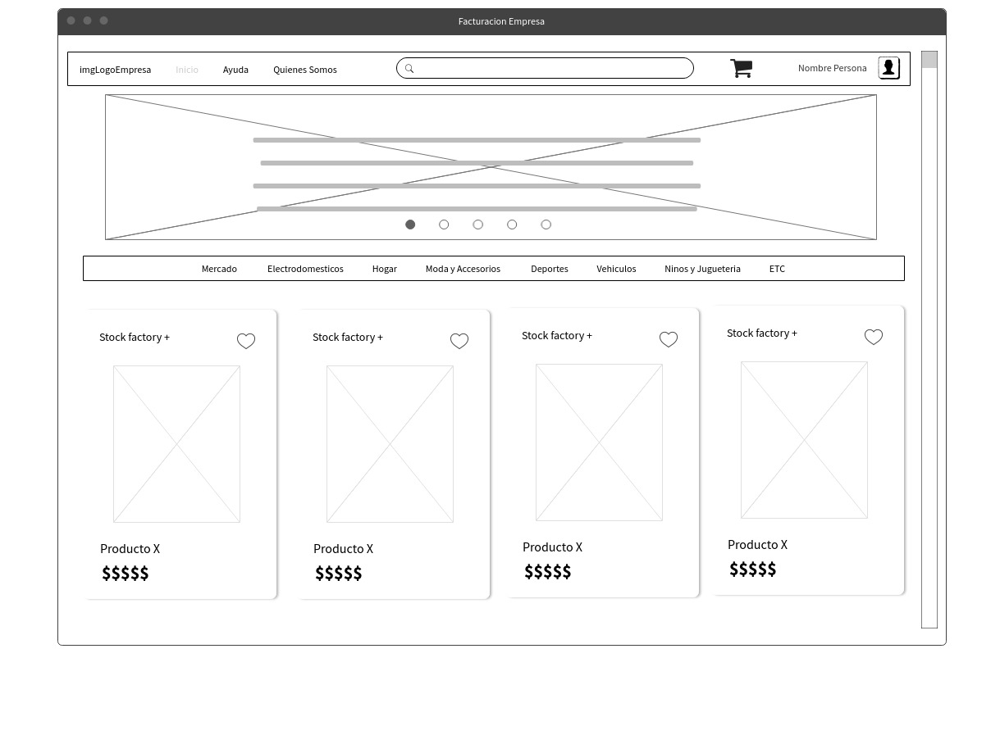 Facturacion Empresa
imgLogoEmpresa Inicio Ayuda Quienes Somos Nombre Persona
Mercado Electrodomesticos Hogar Moda y Accesorios Deportes Vehiculos Ninos y Jugueteria ETC
Stock factory + Stock factory + Stock factory + Stock factory +
Producto X Producto X Producto X Producto X
$$$$$ $$$$$ $$$$$ $$$$$